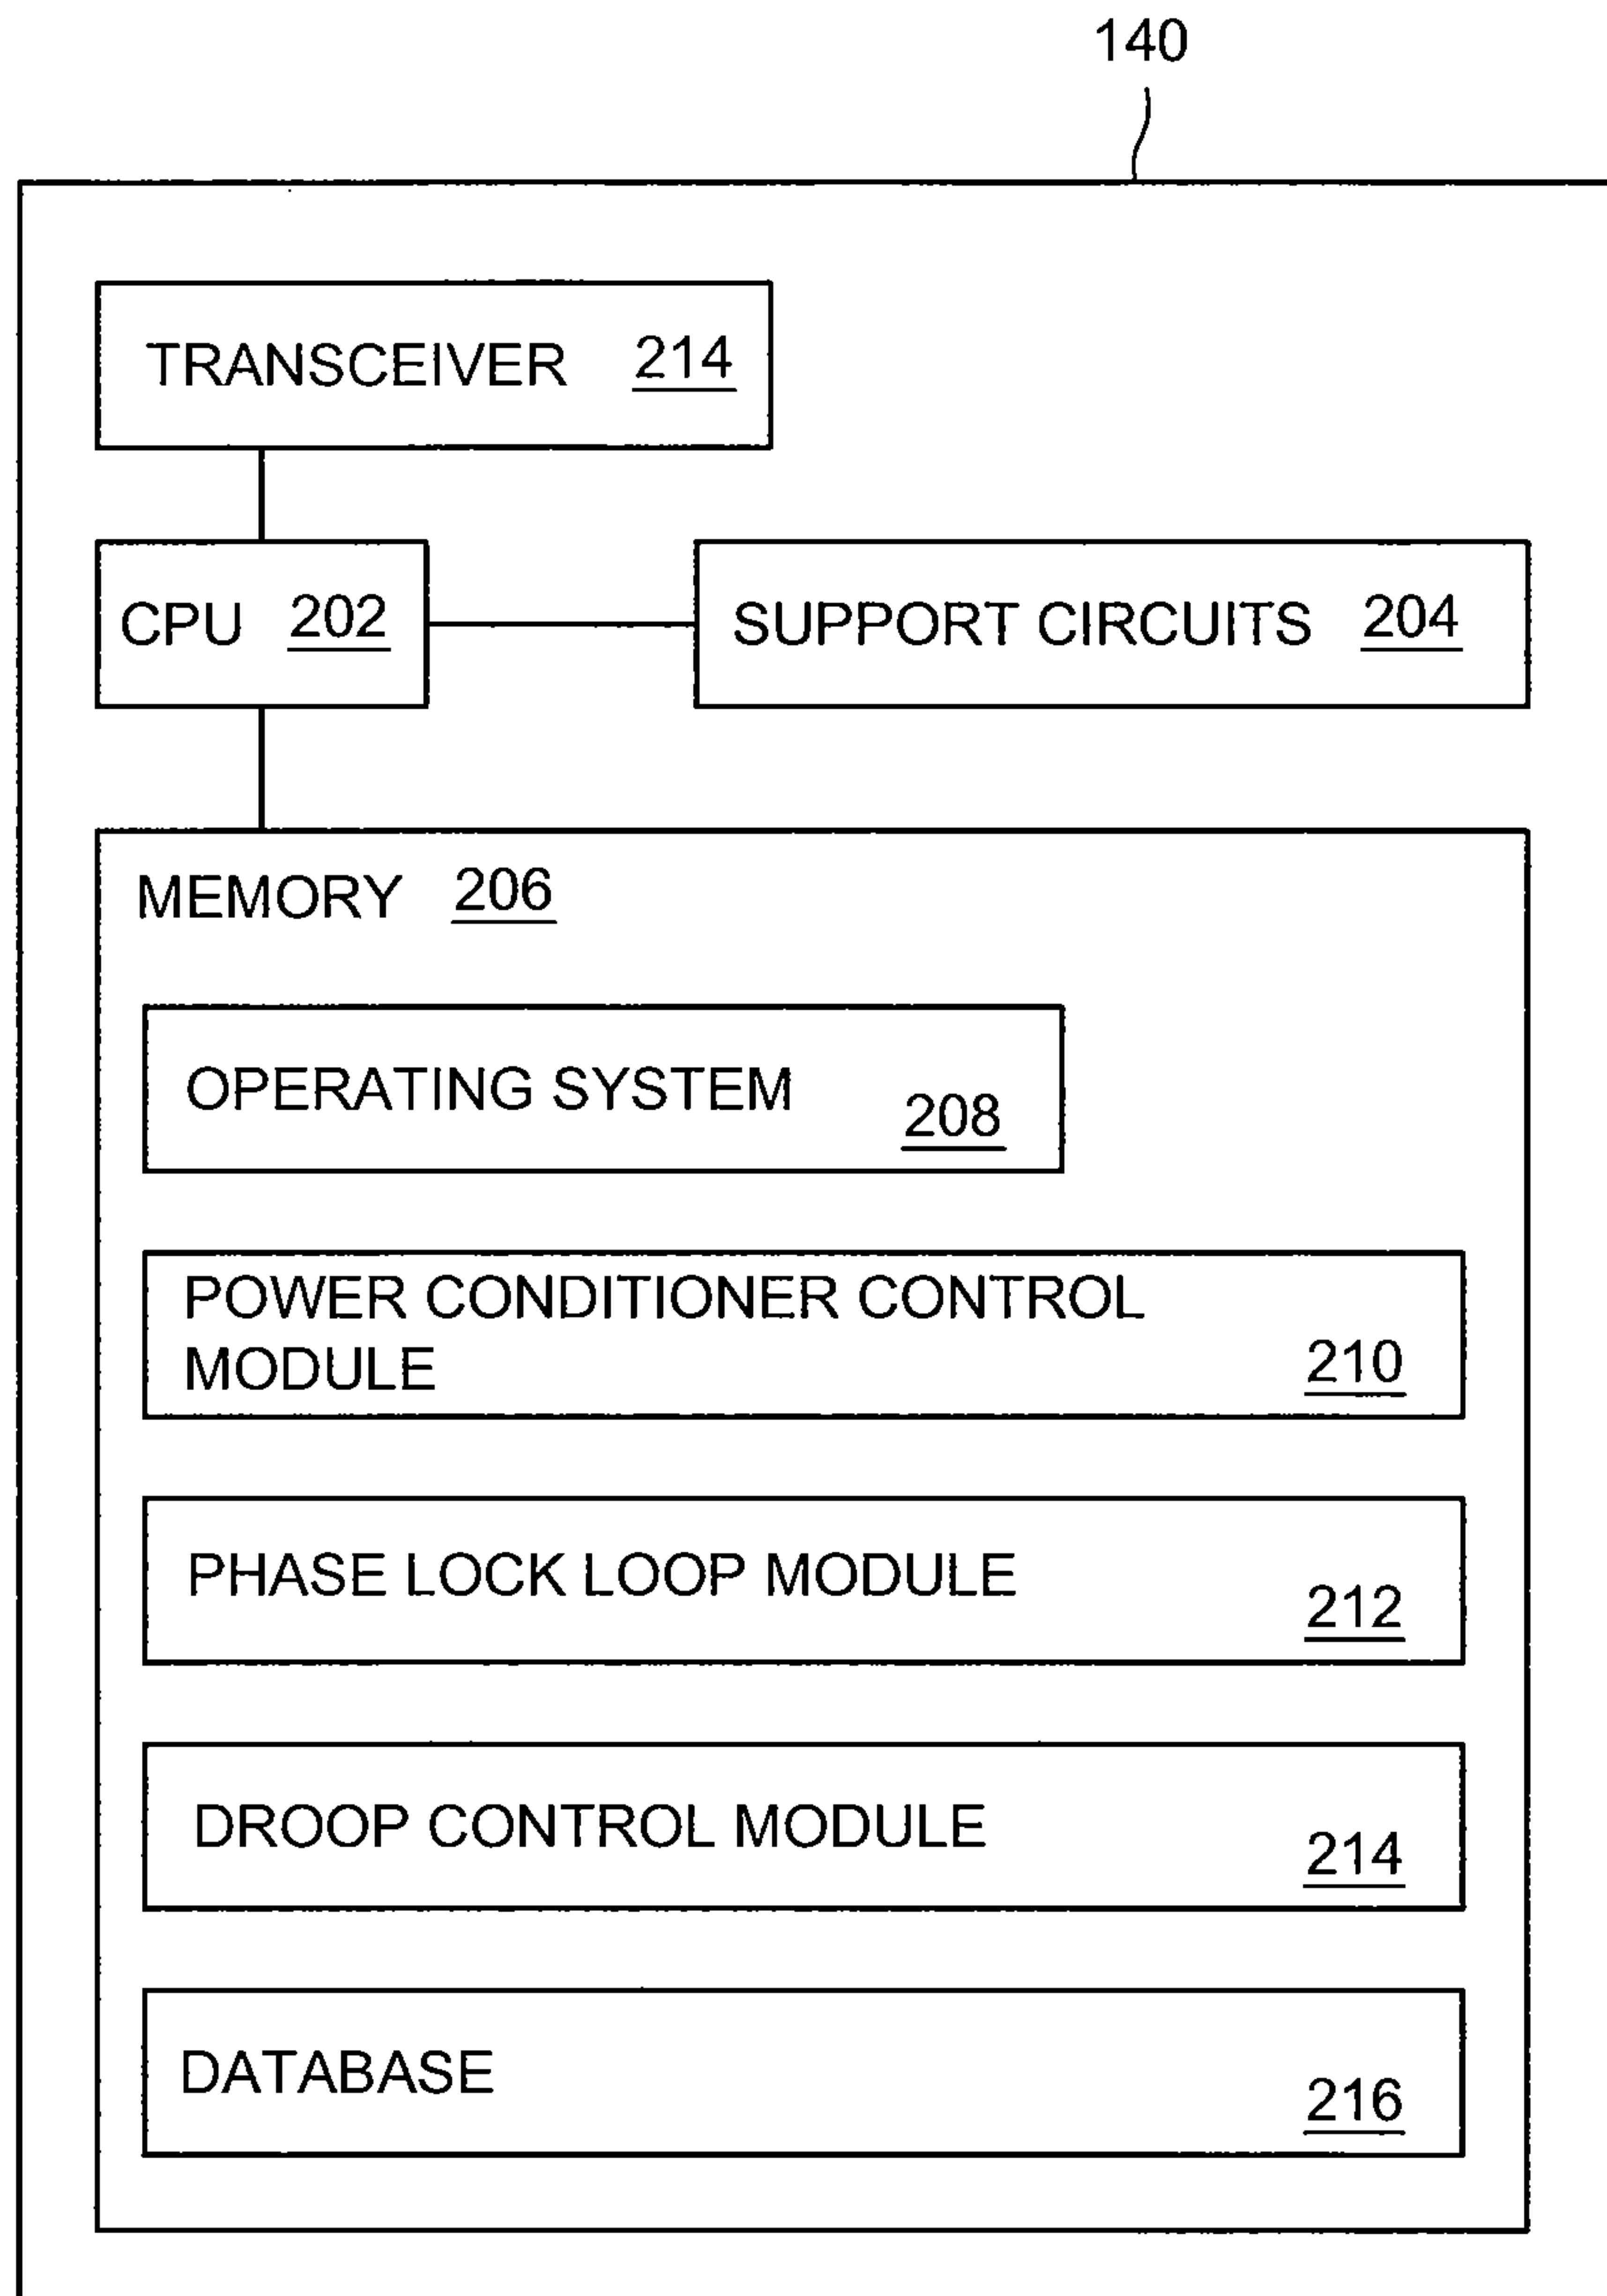 140
TRANSCEIVER 214
CPU 202
SUPPORT CIRCUITS 204
MEMORY 206
OPERATING SYSTEM 208
POWER CONDITIONER CONTROL
MODULE 210
PHASE LOCK LOOP MODULE 212
DROOP CONTROL MODULE 214
DATABASE 216